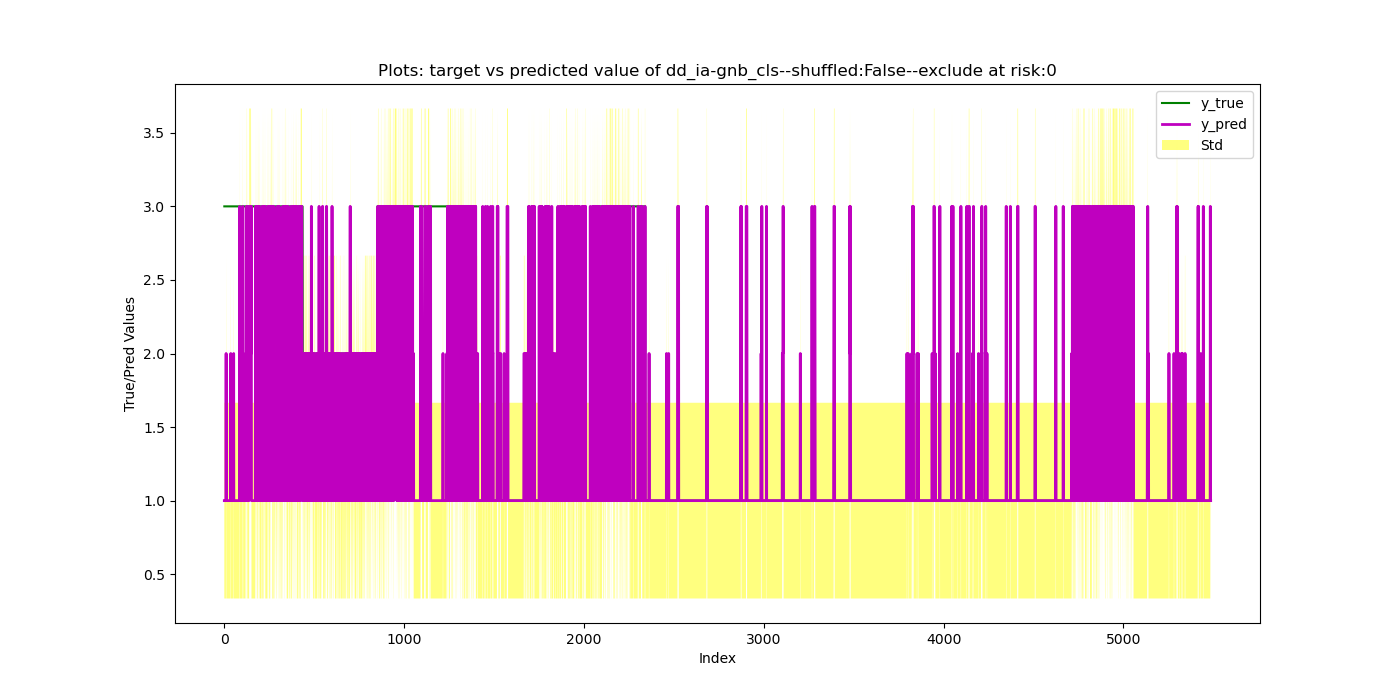 Plots: target vs predicted value of dd_ia-gnb_cls--shuffled:False--exclude at risk:0
y_true
y_pred
Std
3.5
3.0
2.5
2.0
1.5
1.0
0.5
True/Pred Values
0 1000 2000 3000 4000 5000
Index